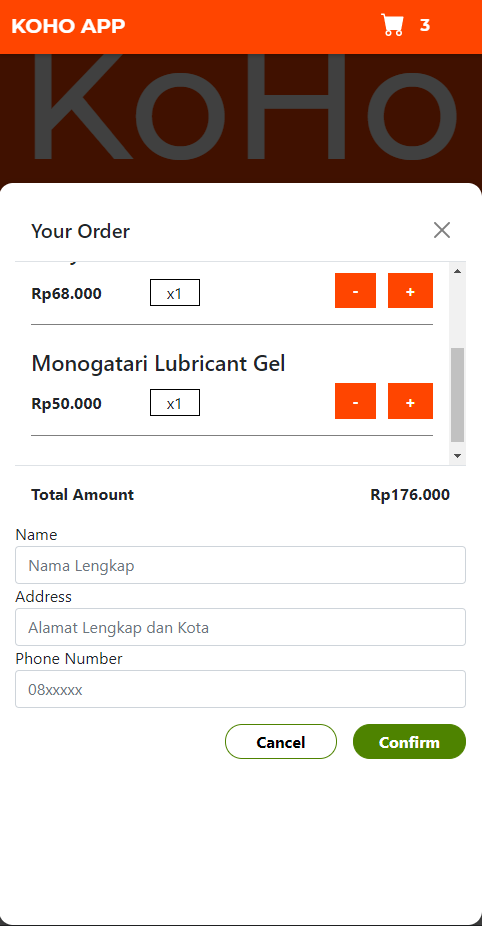 KOHO APP
3
KoHo
Your Order
Rp68.000
x1
-
+
Monogatari Lubricant Gel
Rp50.000
x1
-
+
Total Amount
Rp176.000
Name
Nama Lengkap
Address
Alamat Lengkap dan Kota
Phone Number
08xxxxx
Cancel
Confirm